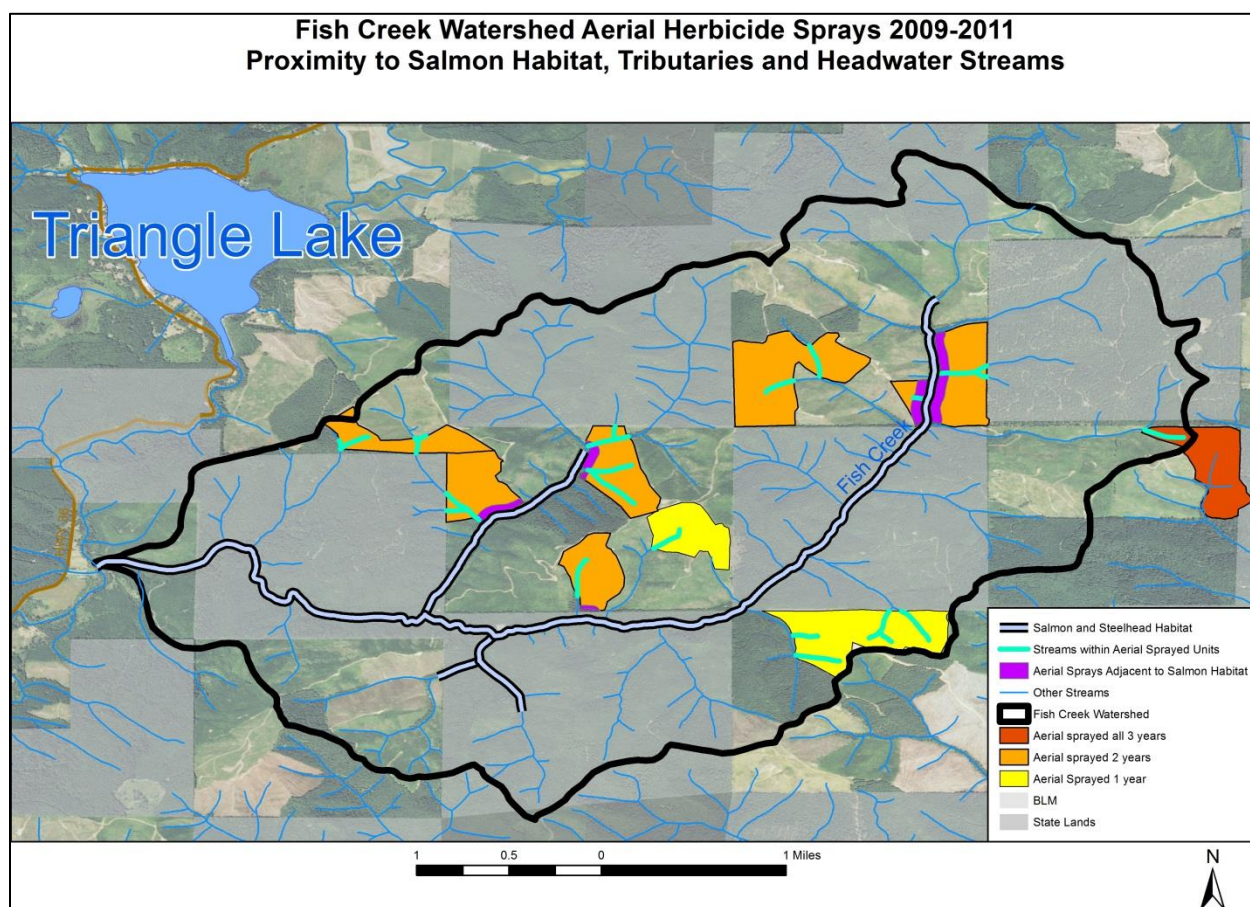 Fish Creek Watershed Aerial Herbicide Sprays 2009-2011
Proximity to Salmon Habitat, Tributaries and Headwater Streams
Triangle Lake
Fish Creek
Salmon and Steelhead Habitat
Streams within Aerial Sprayed Units
Aerial Sprays Adjacent to Salmon Habitat
Other Streams
Fish Creek Watershed
Aerial sprayed all 3 years
Aerial sprayed 2 years
Aerial Sprayed 1 year
BLM
State Lands
1 0.5 0 1 Miles
N